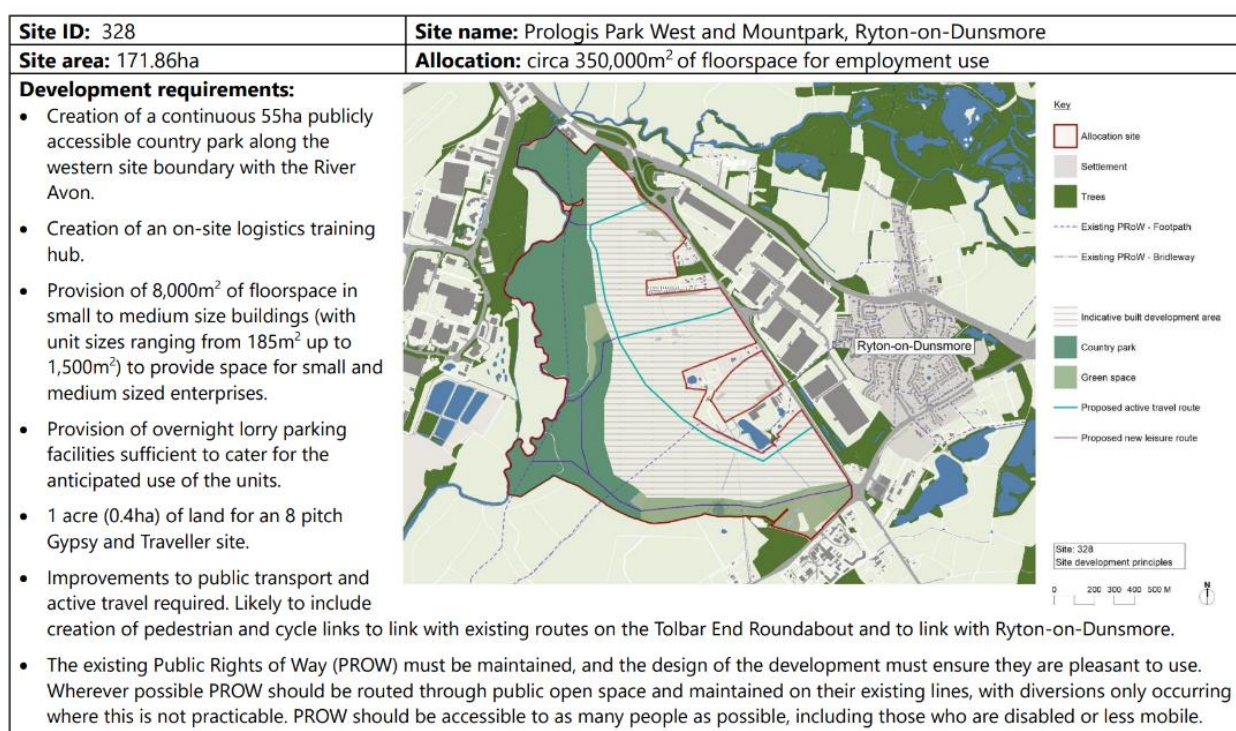 Site ID: 328
Site name: Prologis Park West and Mountpark, Ryton-on-Dunsmore
Site area: 171.86ha
Allocation: circa 350,000m² of floorspace for employment use
Development requirements:
• Creation of a continuous 55ha publicly
accessible country park along the
western site boundary with the River
Avon.
• Creation of an on-site logistics training
hub.
• Provision of 8,000m² of floorspace in
small to medium size buildings (with
unit sizes ranging from 185m² up to
1,500m²) to provide space for small and
medium sized enterprises.
• Provision of overnight lorry parking
facilities sufficient to cater for the
anticipated use of the units.
• 1 acre (0.4ha) of land for an 8 pitch
Gypsy and Traveller site.
• Improvements to public transport and
active travel required. Likely to include
creation of pedestrian and cycle links to link with existing routes on the Tolbar End Roundabout and to link with Ryton-on-Dunsmore.
• The existing Public Rights of Way (PROW) must be maintained, and the design of the development must ensure they are pleasant to use.
Wherever possible PROW should be routed through public open space and maintained on their existing lines, with diversions only occurring
where this is not practicable. PROW should be accessible to as many people as possible, including those who are disabled or less mobile.
Ryton-on-Dunsmore
Key
Allocation site
Settlement
Trees
Existing PRoW - Footpath
Existing PRoW - Bridleway
Indicative built development area
Country park
Green space
Proposed active travel route
Proposed new leisure route
Site: 328
Site development principles
0 200 300 400 500 M
N